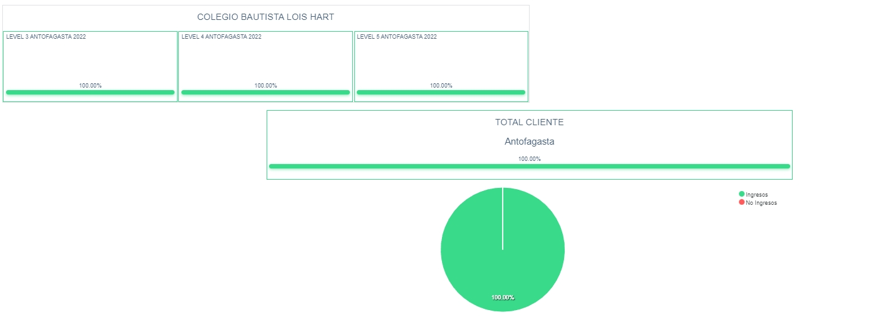 COLEGIO BAUTISTA LOIS HART
LEVEL 3 ANTOFAGASTA 2022
LEVEL 4 ANTOFAGASTA 2022
LEVEL 5 ANTOFAGASTA 2022
100.00%
100.00%
100.00%
TOTAL CLIENTE
Antofagasta
100.00%
Ingresos
No Ingresos
100.00%